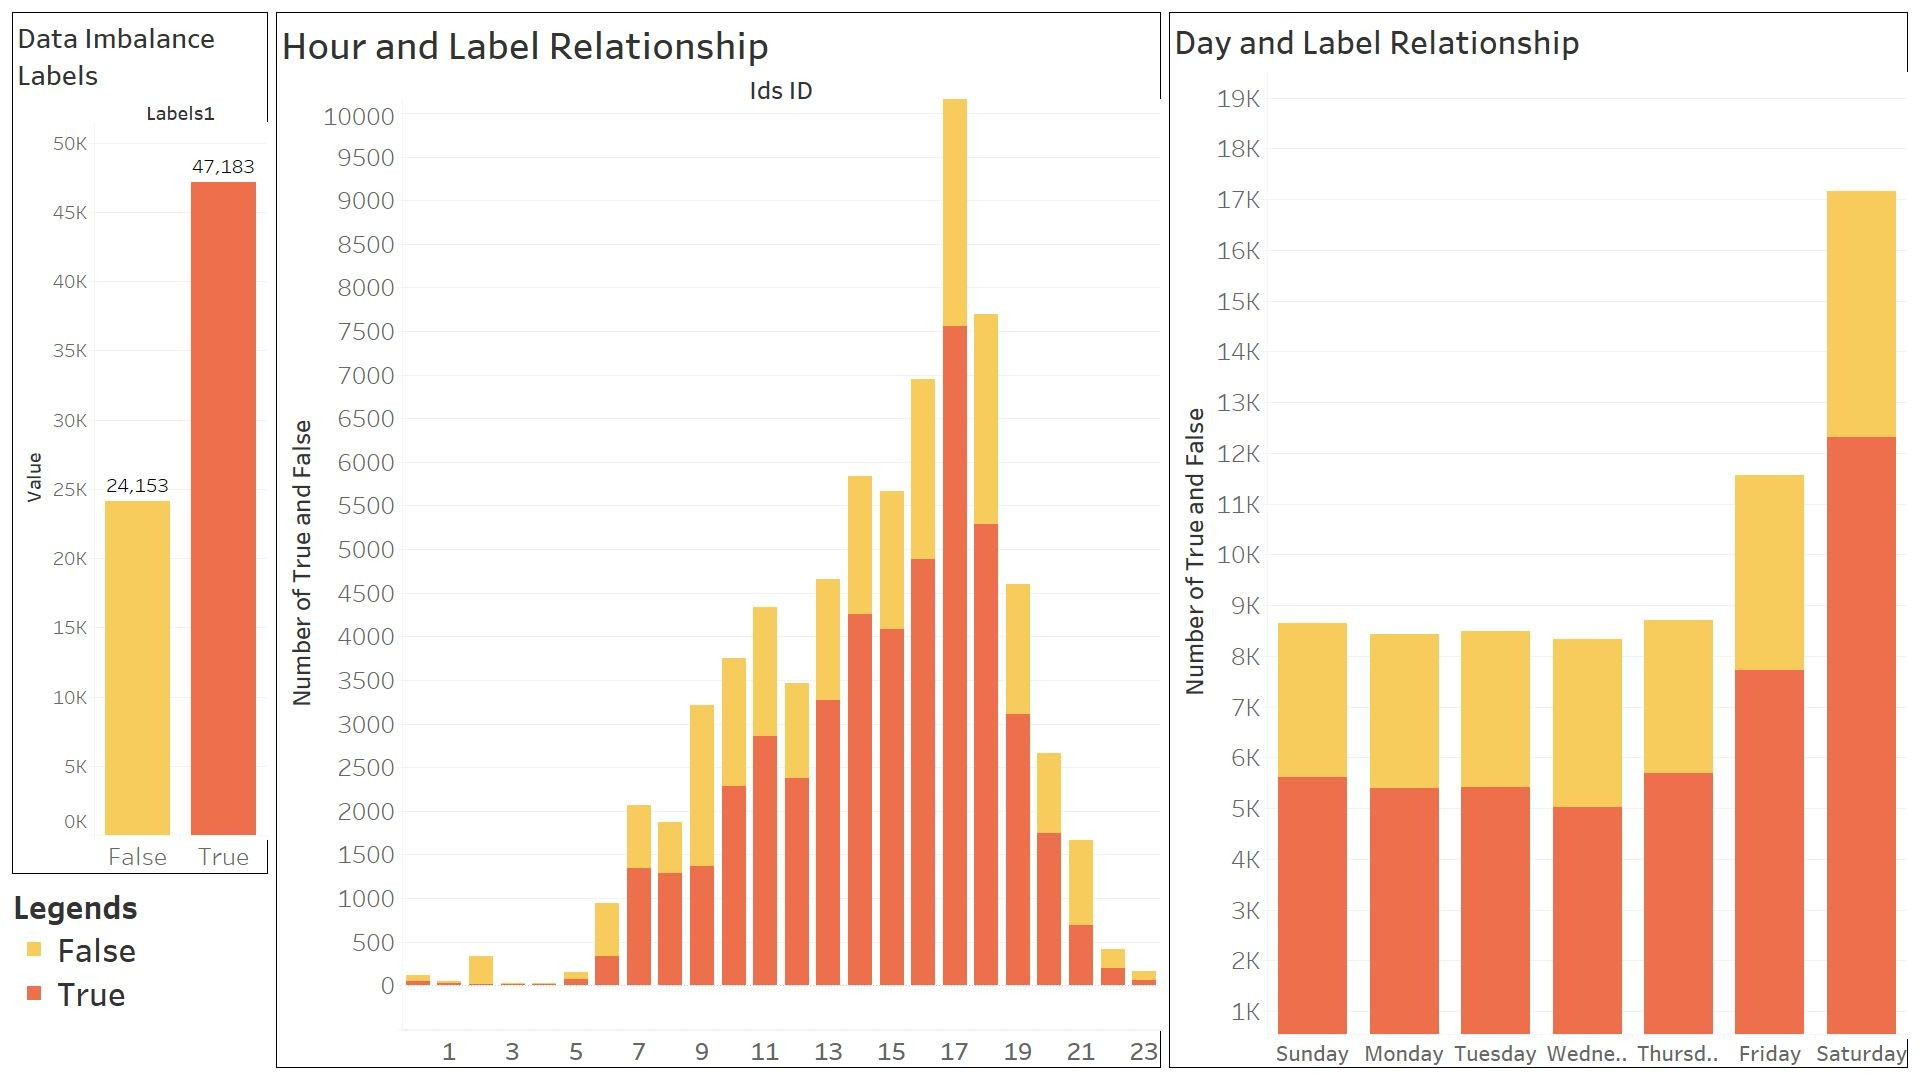 Data Imbalance
Labels
Labels1
50K
45K
40K
35K
30K
25K
20K
15K
10K
5K
0K
Value
24,153
47,183
False
True
Legends
False
True
Hour and Label Relationship
Ids ID
10000
9500
9000
8500
8000
7500
7000
6500
6000
5500
5000
4500
4000
3500
3000
2500
2000
1500
1000
500
0
Number of True and False
1 3 5 7 9 11 13 15 17 19 21 23
Day and Label Relationship
19K
18K
17K
16K
15K
14K
13K
12K
11K
10K
9K
8K
7K
6K
5K
4K
3K
2K
1K
Number of True and False
Sunday Monday Tuesday Wedne.. Thursd.. Friday Saturday